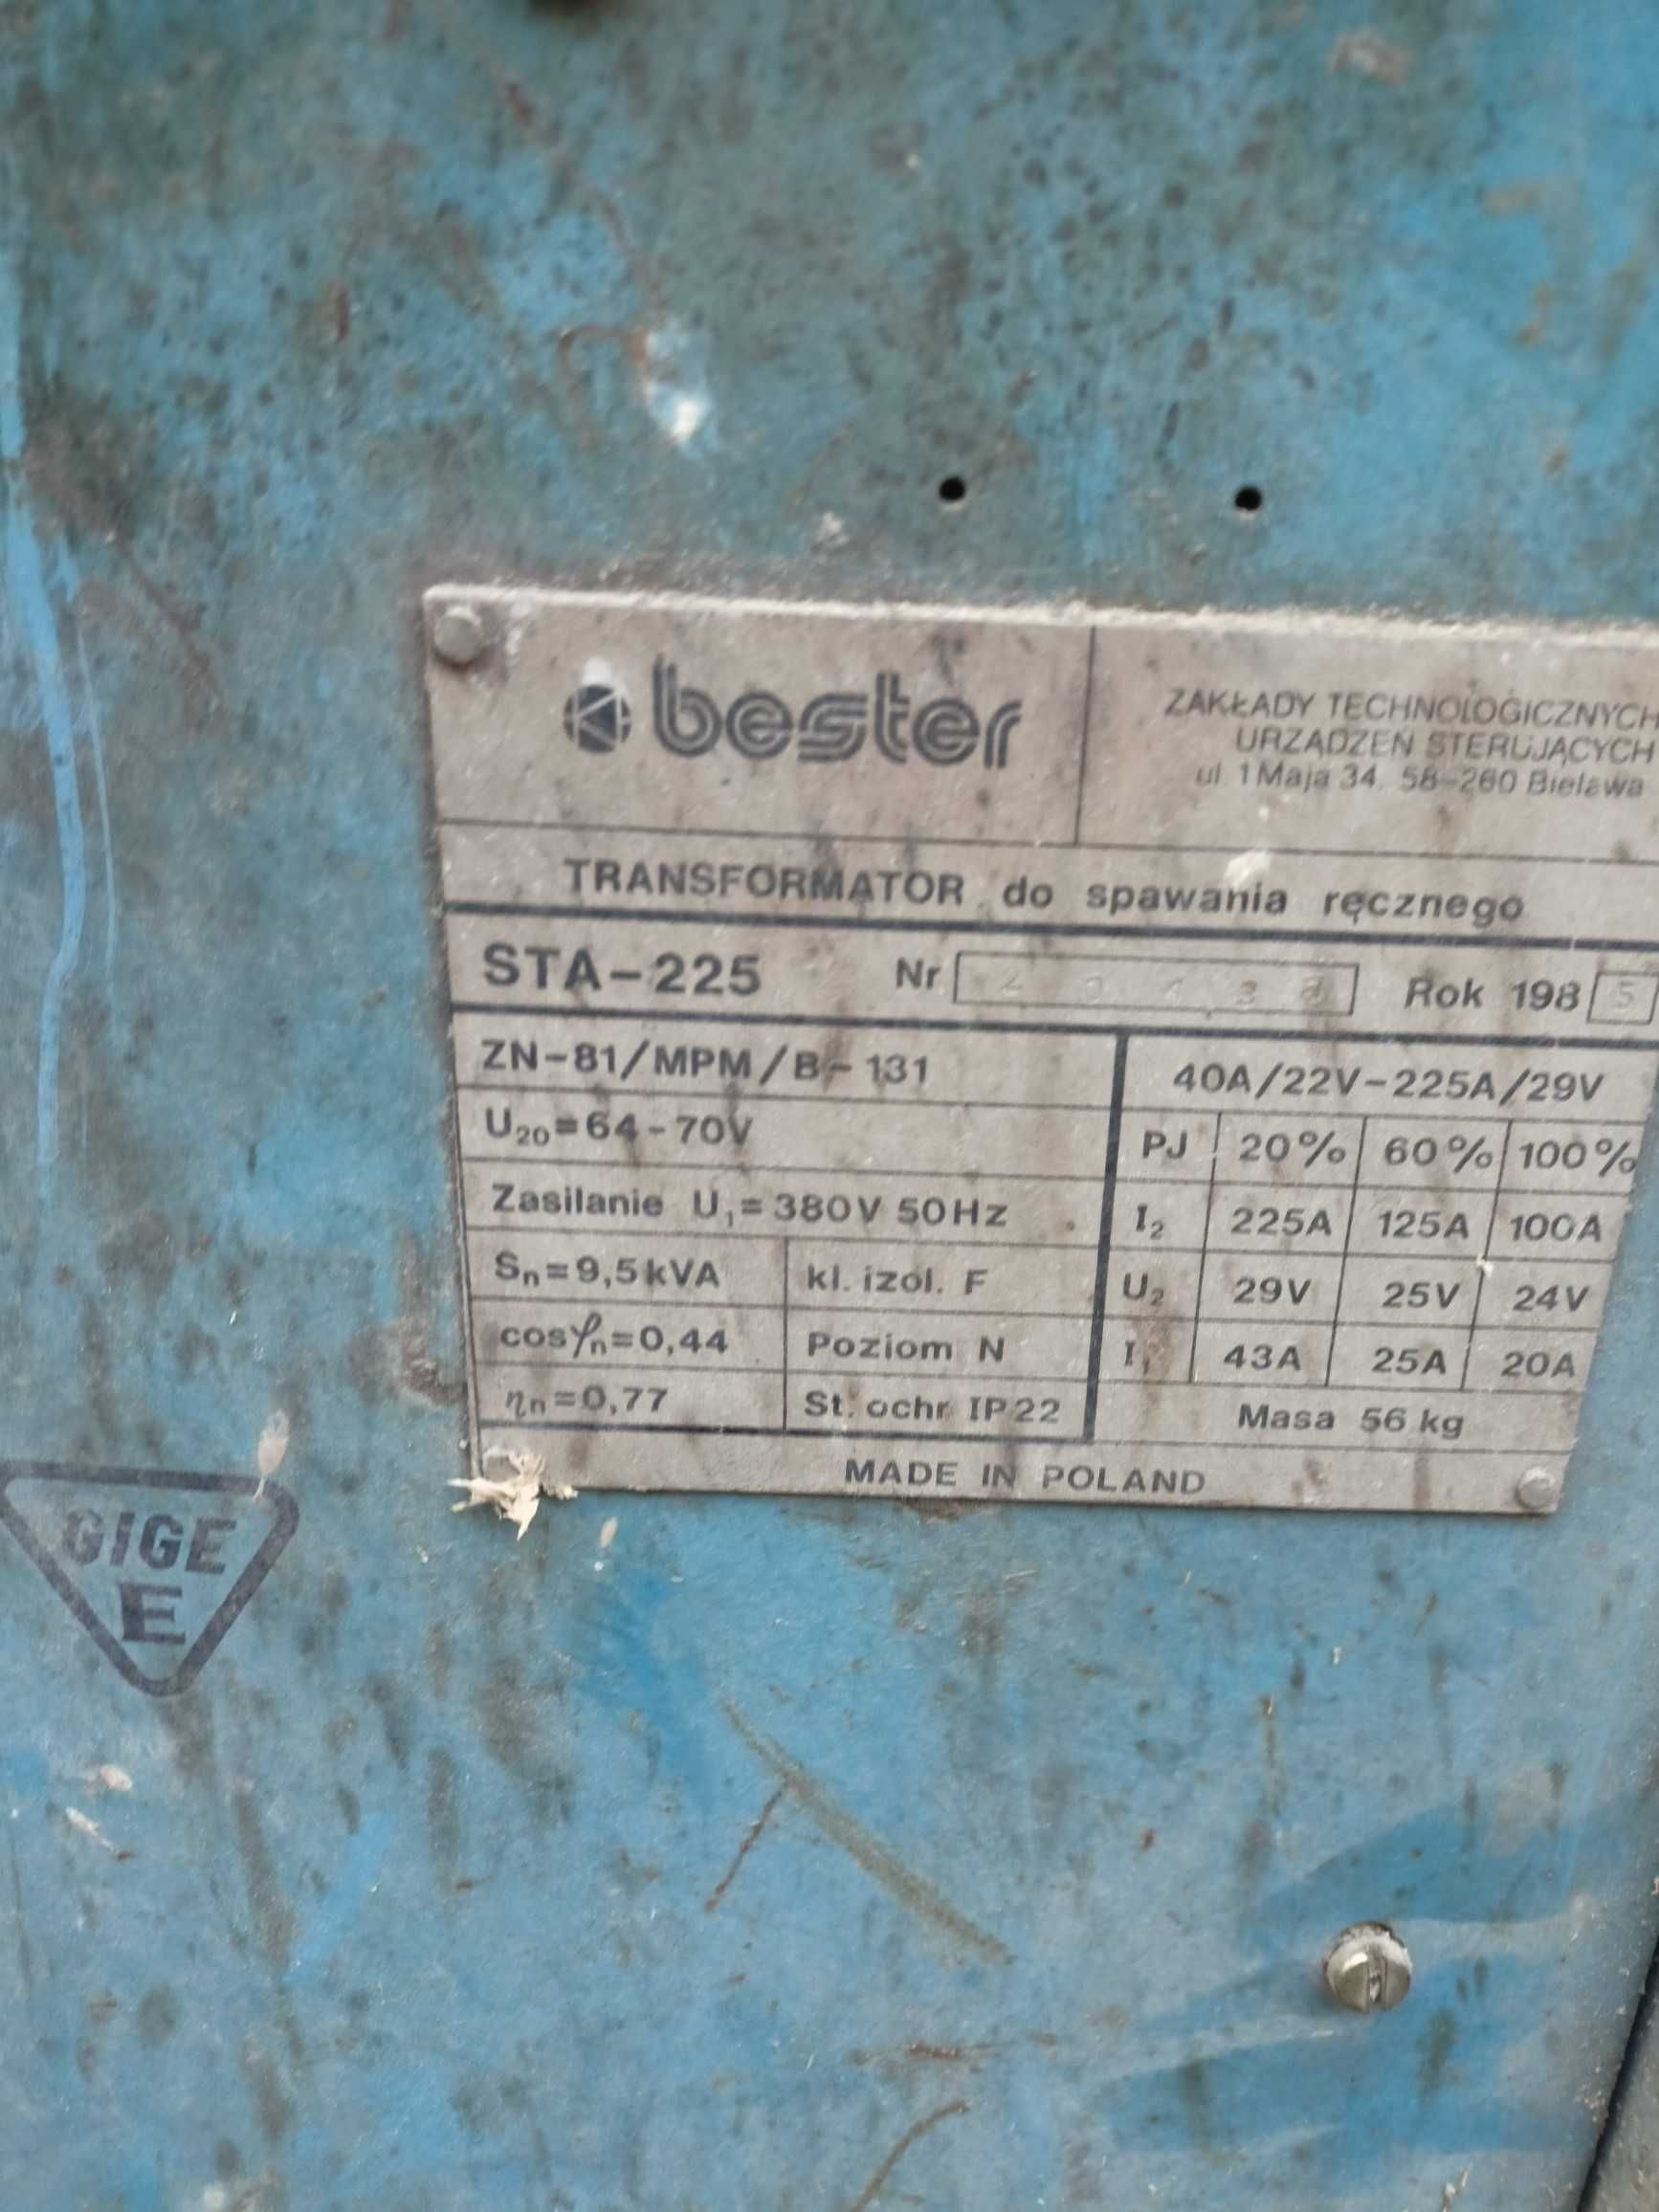 bester
ZAKŁADY TECHNOLOGICZNYCH
URZĄDZEŃ STERUJĄCYCH
ul. 1 Maja 34. 58-260 Bielawa
TRANSFORMATOR do spawania ręcznego
STA-225 Nr Rok 198 5
ZN-81/MPM/B-131
40A/22V-225A/29V
U₂₀=64-70V
PJ 20% 60% 100%
Zasilanie U₁=380V 50Hz
I₂ 225A 125A 100A
Sₙ=9,5kVA kl. izol. F
U₂ 29V 25V 24V
cosφₙ=0,44 Poziom N
I₁ 43A 25A 20A
ηₙ=0,77 St. ochr IP22
Masa 56 kg
MADE IN POLAND
GIGE
E